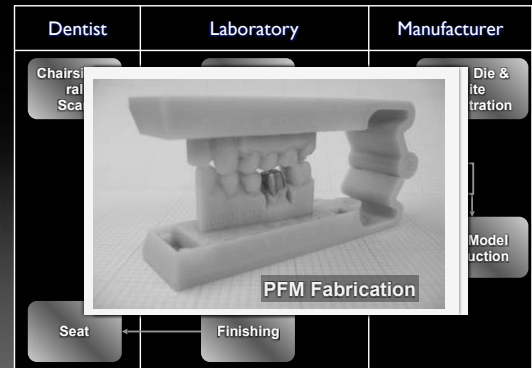 Dentist
Laboratory
Manufacturer
Chairsi
ral
Sca
Die &
ite
tration
Model
uction
PFM Fabrication
Seat
Finishing